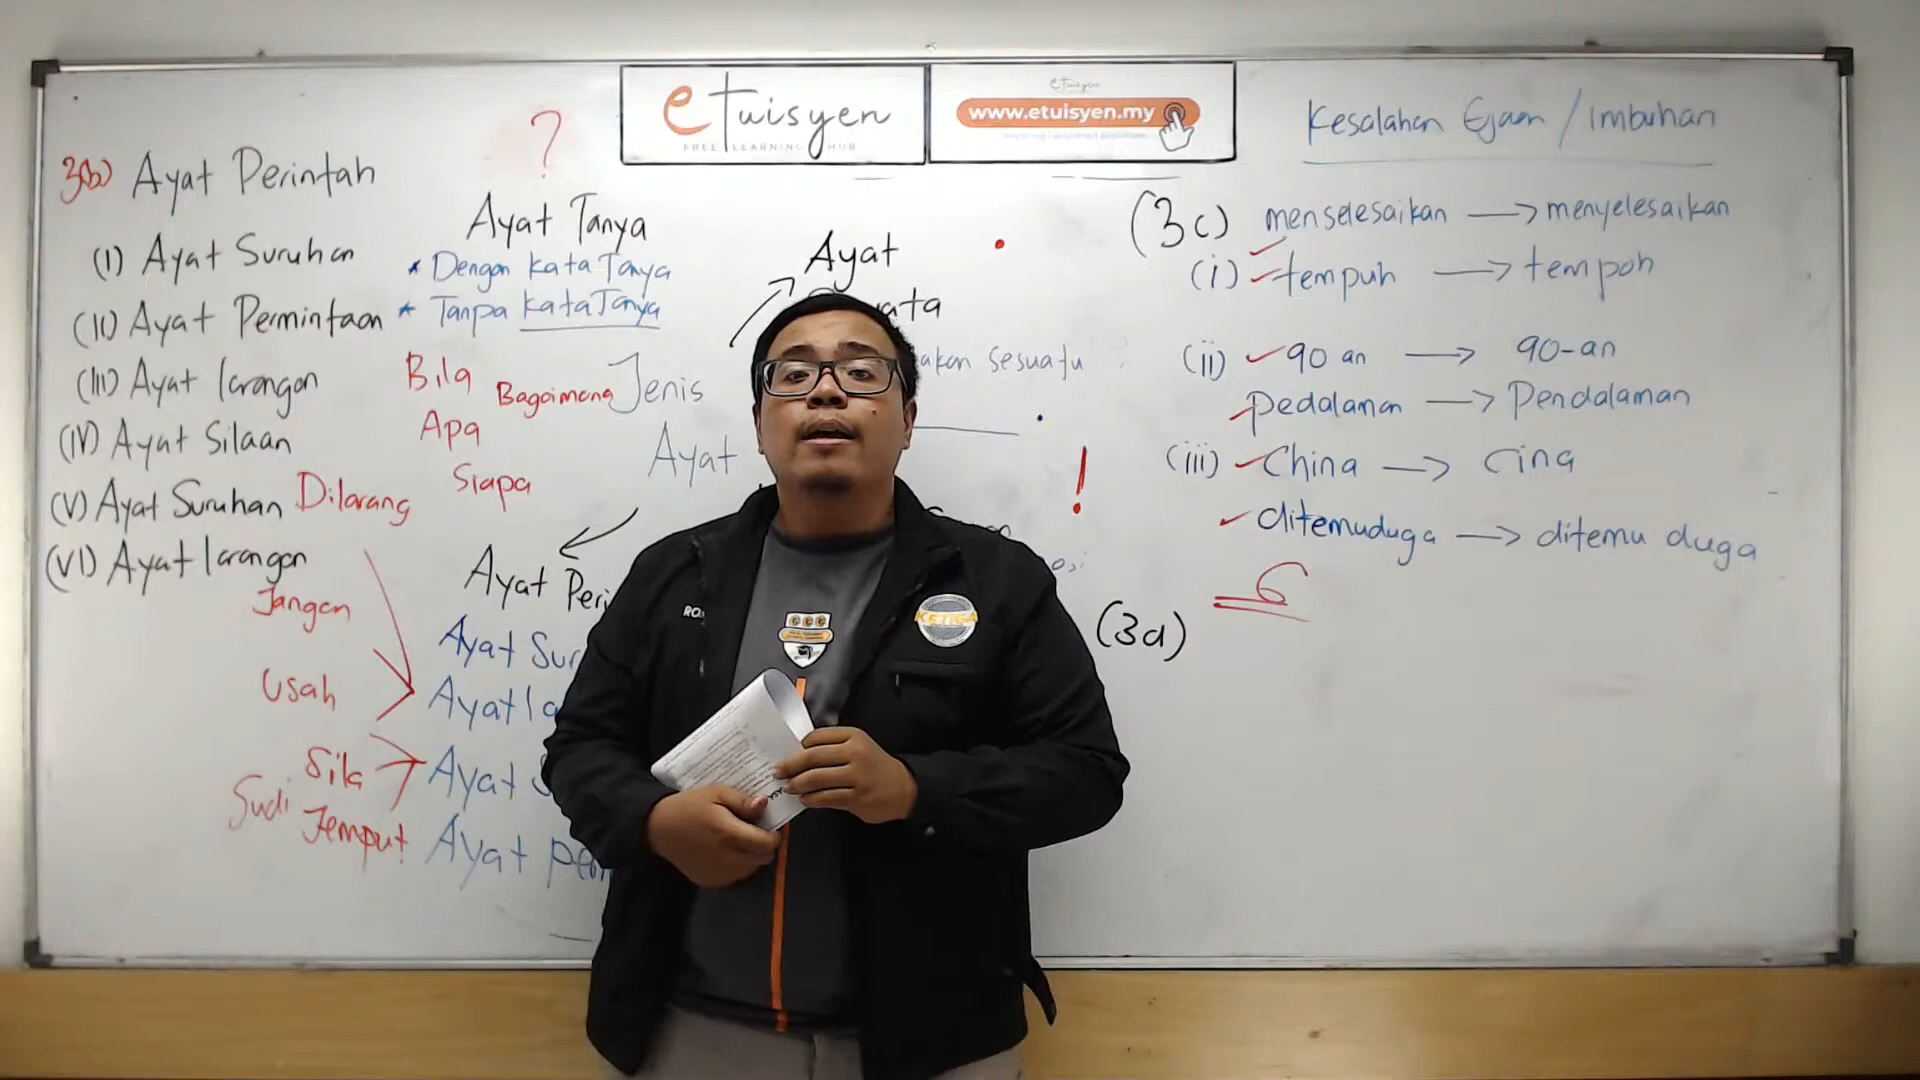 etuisyen
FREE LEARNING HUB
etuisyen
www.etuisyen.my
3(b) Ayat Perintah
(I) Ayat Suruhan
(II) Ayat Permintaan
(III) Ayat larangan
(IV) Ayat Silaan
(V) Ayat Suruhan
(VI) Ayat larangan
?
Ayat Tanya
* Dengan Kata Tanya
* Tanpa Kata Tanya
Bila
Bagaimana
Apa
Siapa
Jenis
Ayat
Ayat
ata
akan sesuatu
!
Dilarang
Jangan
Usah
Sila
Sudi Jemput
Ayat Peri
Ayat Sur
Ayat la
Ayat S
Ayat per
Kesalahan Ejaan / Imbuhan
(3c) menselesaikan → menyelesaikan
(i) tempuh → tempoh
(ii) 90 an → 90-an
pedalaman → Pendalaman
(iii) China → Cina
ditemuduga → ditemu duga
6
(3d)